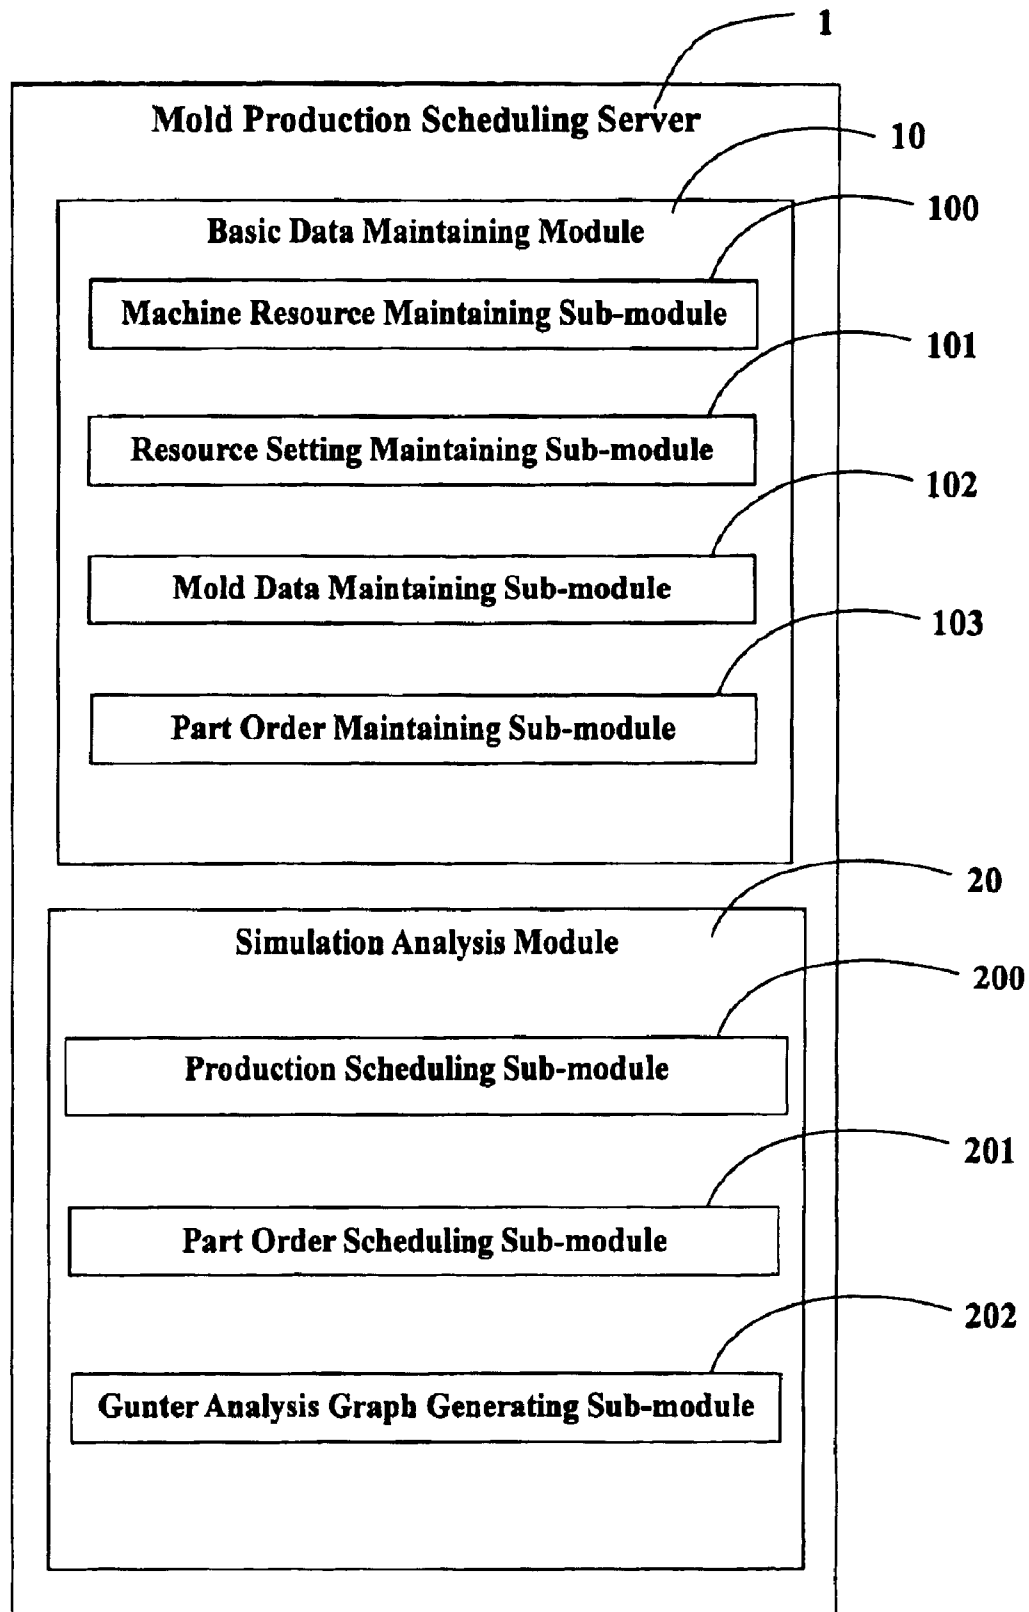 1
Mold Production Scheduling Server
10
Basic Data Maintaining Module
100
Machine Resource Maintaining Sub-module
101
Resource Setting Maintaining Sub-module
102
Mold Data Maintaining Sub-module
103
Part Order Maintaining Sub-module
20
Simulation Analysis Module
200
Production Scheduling Sub-module
201
Part Order Scheduling Sub-module
202
Gunter Analysis Graph Generating Sub-module